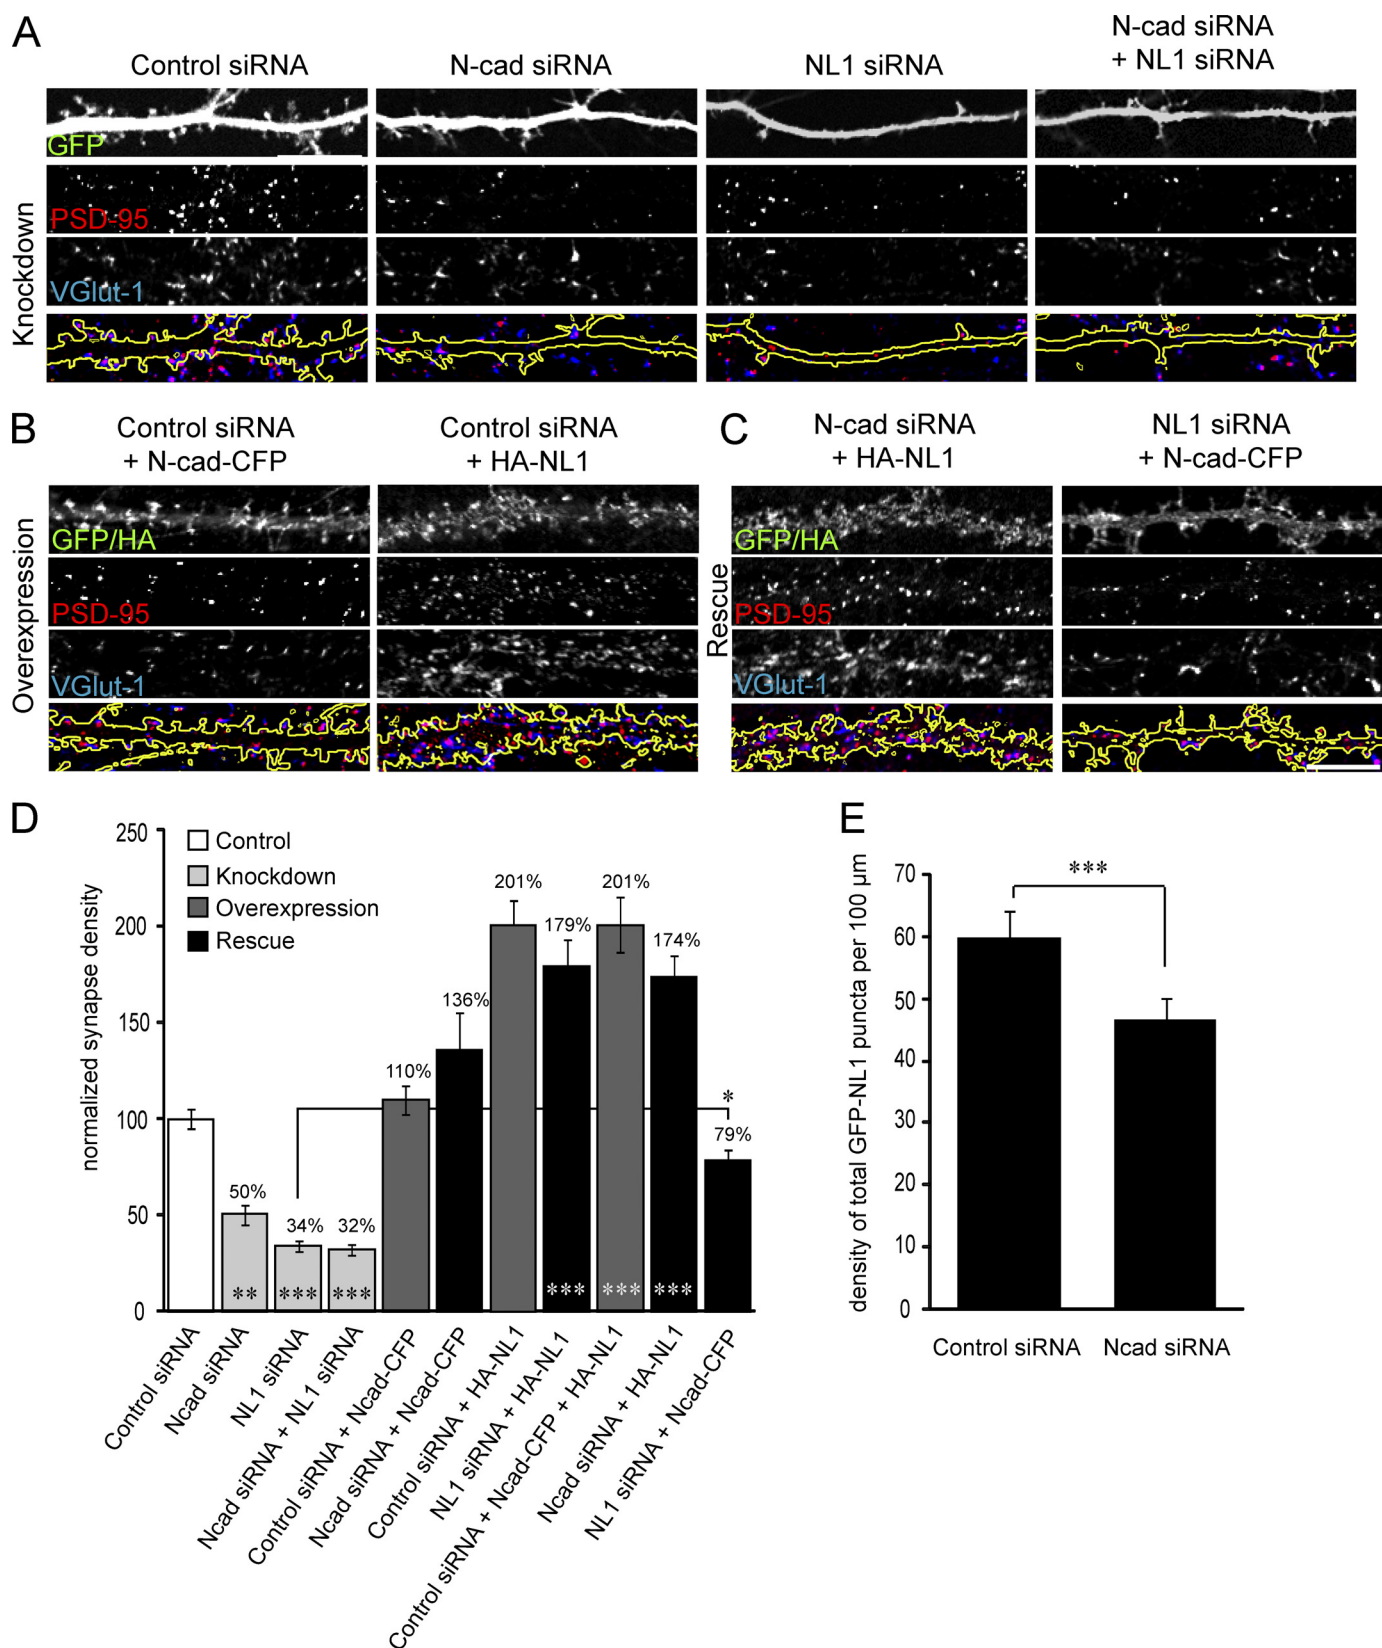 A
Control siRNA
N-cad siRNA
NL1 siRNA
N-cad siRNA
+ NL1 siRNA
Knockdown
GFP
PSD-95
VGlut-1
B
Control siRNA
+ N-cad-CFP
Control siRNA
+ HA-NL1
Overexpression
GFP/HA
PSD-95
VGlut-1
C
N-cad siRNA
+ HA-NL1
NL1 siRNA
+ N-cad-CFP
Rescue
GFP/HA
PSD-95
VGlut-1
D
normalized synapse density
250
200
150
100
50
0
Control
Knockdown
Overexpression
Rescue
50%
34%
32%
110%
136%
201%
179%
201%
174%
79%
**
***
***
***
***
***
*
Control siRNA
Ncad siRNA
NL1 siRNA
Ncad siRNA + NL1 siRNA
Control siRNA + Ncad-CFP
Ncad siRNA + Ncad-CFP
Control siRNA + HA-NL1
NL1 siRNA + HA-NL1
Control siRNA + Ncad-CFP + HA-NL1
Ncad siRNA + HA-NL1
NL1 siRNA + Ncad-CFP
E
density of total GFP-NL1 puncta per 100 µm
70
60
50
40
30
20
10
0
***
Control siRNA
Ncad siRNA